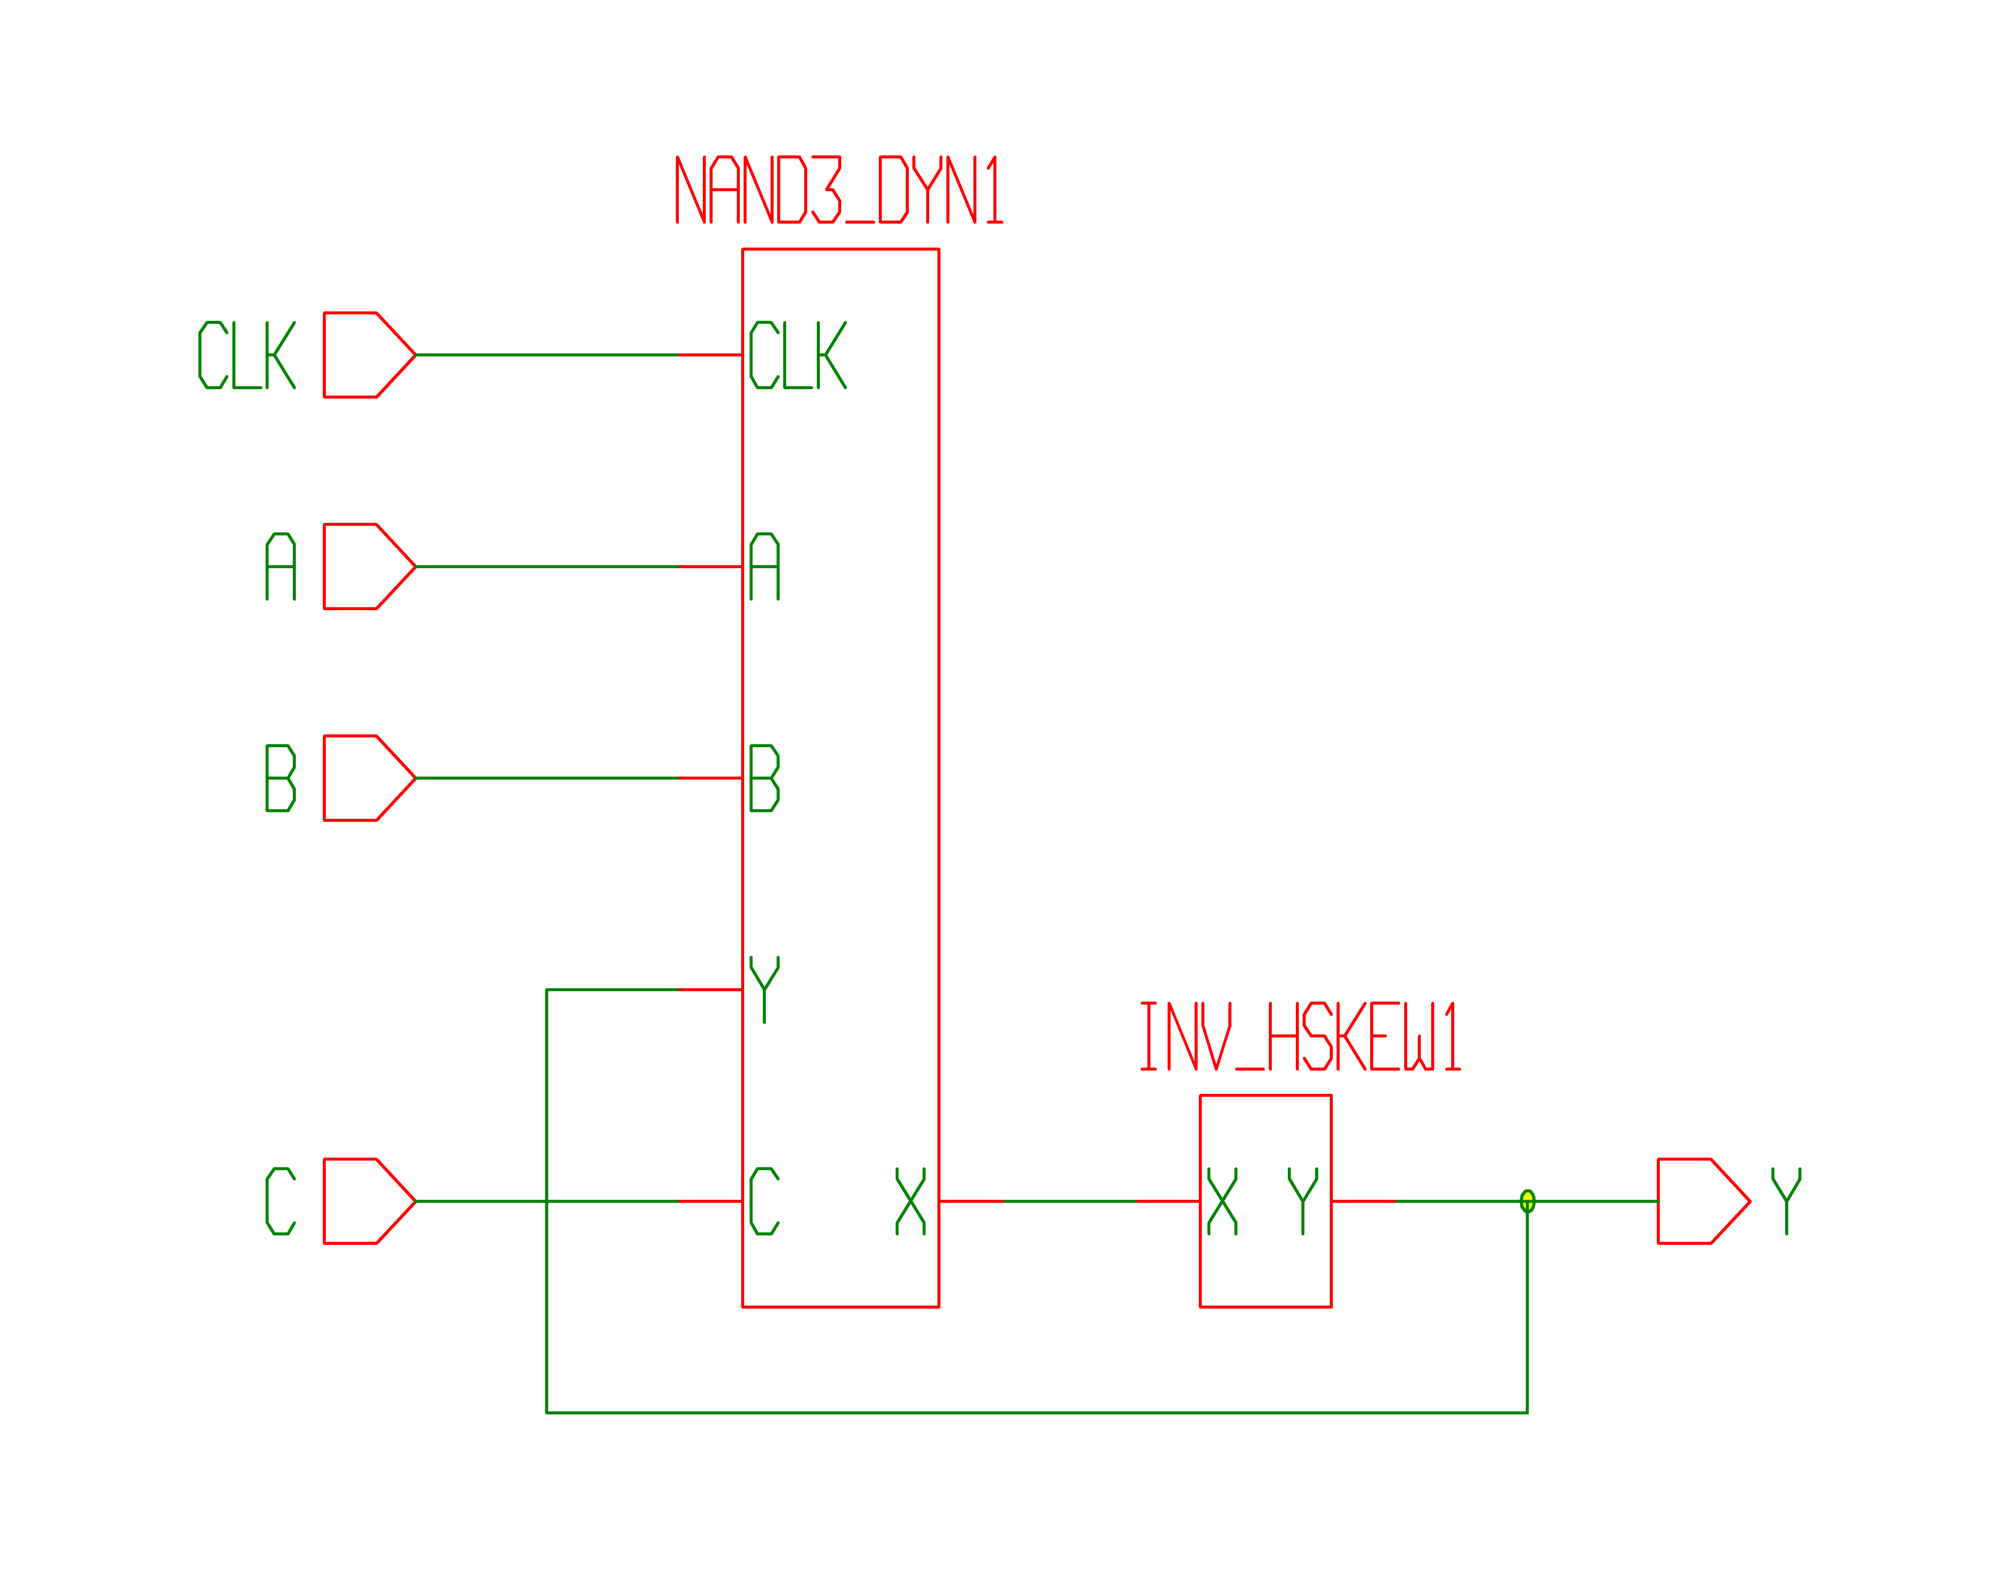 NAND3_DYN1
CLK CLK
A A
B B
Y
INV_HSKEW1
C C X X Y Y